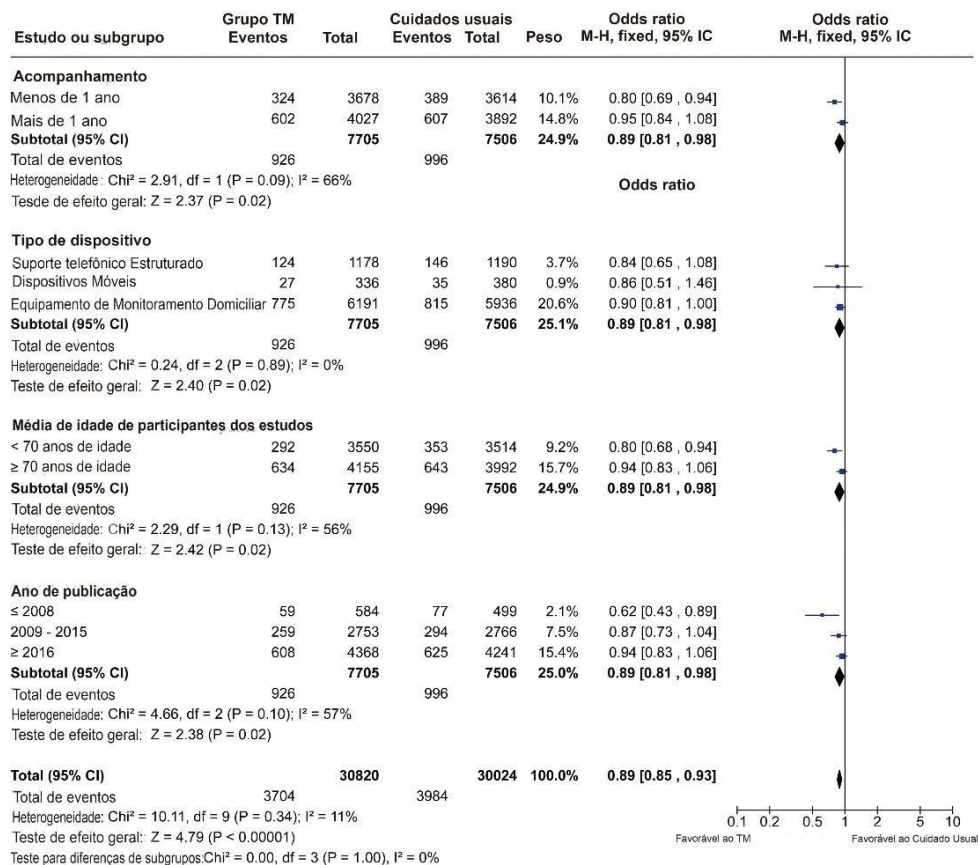 Grupo TM Cuidados usuais Odds ratio Odds ratio
Estudo ou subgrupo Eventos Total Eventos Total Peso M-H, fixed, 95% IC M-H, fixed, 95% IC
Acompanhamento
Menos de 1 ano 324 3678 389 3614 10.1% 0.80 [0.69 , 0.94]
Mais de 1 ano 602 4027 607 3892 14.8% 0.95 [0.84 , 1.08]
Subtotal (95% CI) 7705 7506 24.9% 0.89 [0.81 , 0.98]
Total de eventos 926 996
Heterogeneidade: Chi² = 2.91, df = 1 (P = 0.09); I² = 66%
Odds ratio
Tesde de efeito geral: Z = 2.37 (P = 0.02)
Tipo de dispositivo
Suporte telefônico Estruturado 124 1178 146 1190 3.7% 0.84 [0.65 , 1.08]
Dispositivos Móveis 27 336 35 380 0.9% 0.86 [0.51 , 1.46]
Equipamento de Monitoramento Domiciliar 775 6191 815 5936 20.6% 0.90 [0.81 , 1.00]
Subtotal (95% CI) 7705 7506 25.1% 0.89 [0.81 , 0.98]
Total de eventos 926 996
Heterogeneidade: Chi² = 0.24, df = 2 (P = 0.89); I² = 0%
Teste de efeito geral: Z = 2.40 (P = 0.02)
Média de idade de participantes dos estudos
< 70 anos de idade 292 3550 353 3514 9.2% 0.80 [0.68 , 0.94]
≥ 70 anos de idade 634 4155 643 3992 15.7% 0.94 [0.83 , 1.06]
Subtotal (95% CI) 7705 7506 24.9% 0.89 [0.81 , 0.98]
Total de eventos 926 996
Heterogeneidade: Chi² = 2.29, df = 1 (P = 0.13); I² = 56%
Teste de efeito geral: Z = 2.42 (P = 0.02)
Ano de publicação
≤ 2008 59 584 77 499 2.1% 0.62 [0.43 , 0.89]
2009 - 2015 259 2753 294 2766 7.5% 0.87 [0.73 , 1.04]
≥ 2016 608 4368 625 4241 15.4% 0.94 [0.83 , 1.06]
Subtotal (95% CI) 7705 7506 25.0% 0.89 [0.81 , 0.98]
Total de eventos 926 996
Heterogeneidade: Chi² = 4.66, df = 2 (P = 0.10); I² = 57%
Teste de efeito geral: Z = 2.38 (P = 0.02)
Total (95% CI) 30820 30024 100.0% 0.89 [0.85 , 0.93]
Total de eventos 3704 3984
Heterogeneidade: Chi² = 10.11, df = 9 (P = 0.34); I² = 11%
0.1 0.2 0.5 1 2 5 10
Teste de efeito geral: Z = 4.79 (P < 0.00001)
Favorável ao TM Favorável ao Cuidado Usual
Teste para diferenças de subgrupos:Chi² = 0.00, df = 3 (P = 1.00), I² = 0%